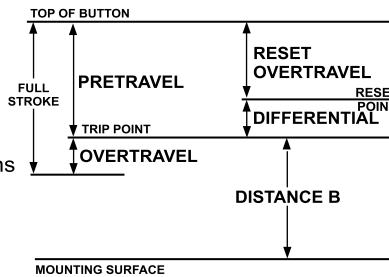 TOP OF BUTTON
FULL
STROKE
PRETRAVEL
RESET
OVERTRAVEL
DIFFERENTIAL
TRIP POINT
OVERTRAVEL
DISTANCE B
MOUNTING SURFACE